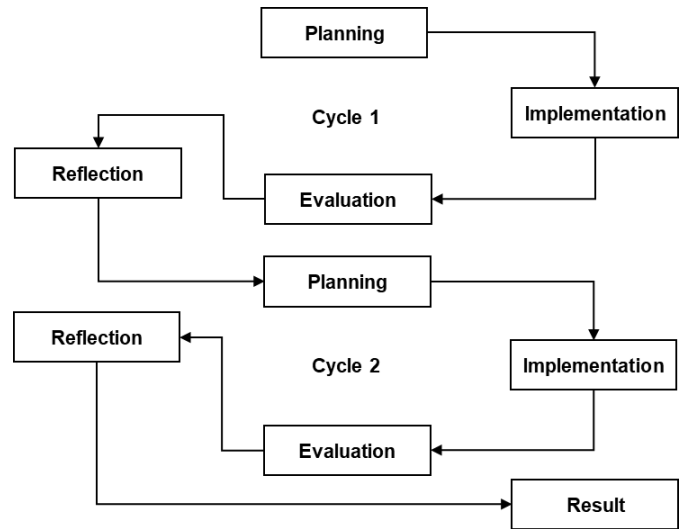 Planning
Implementation
Cycle 1
Reflection
Evaluation
Planning
Reflection
Implementation
Cycle 2
Evaluation
Result